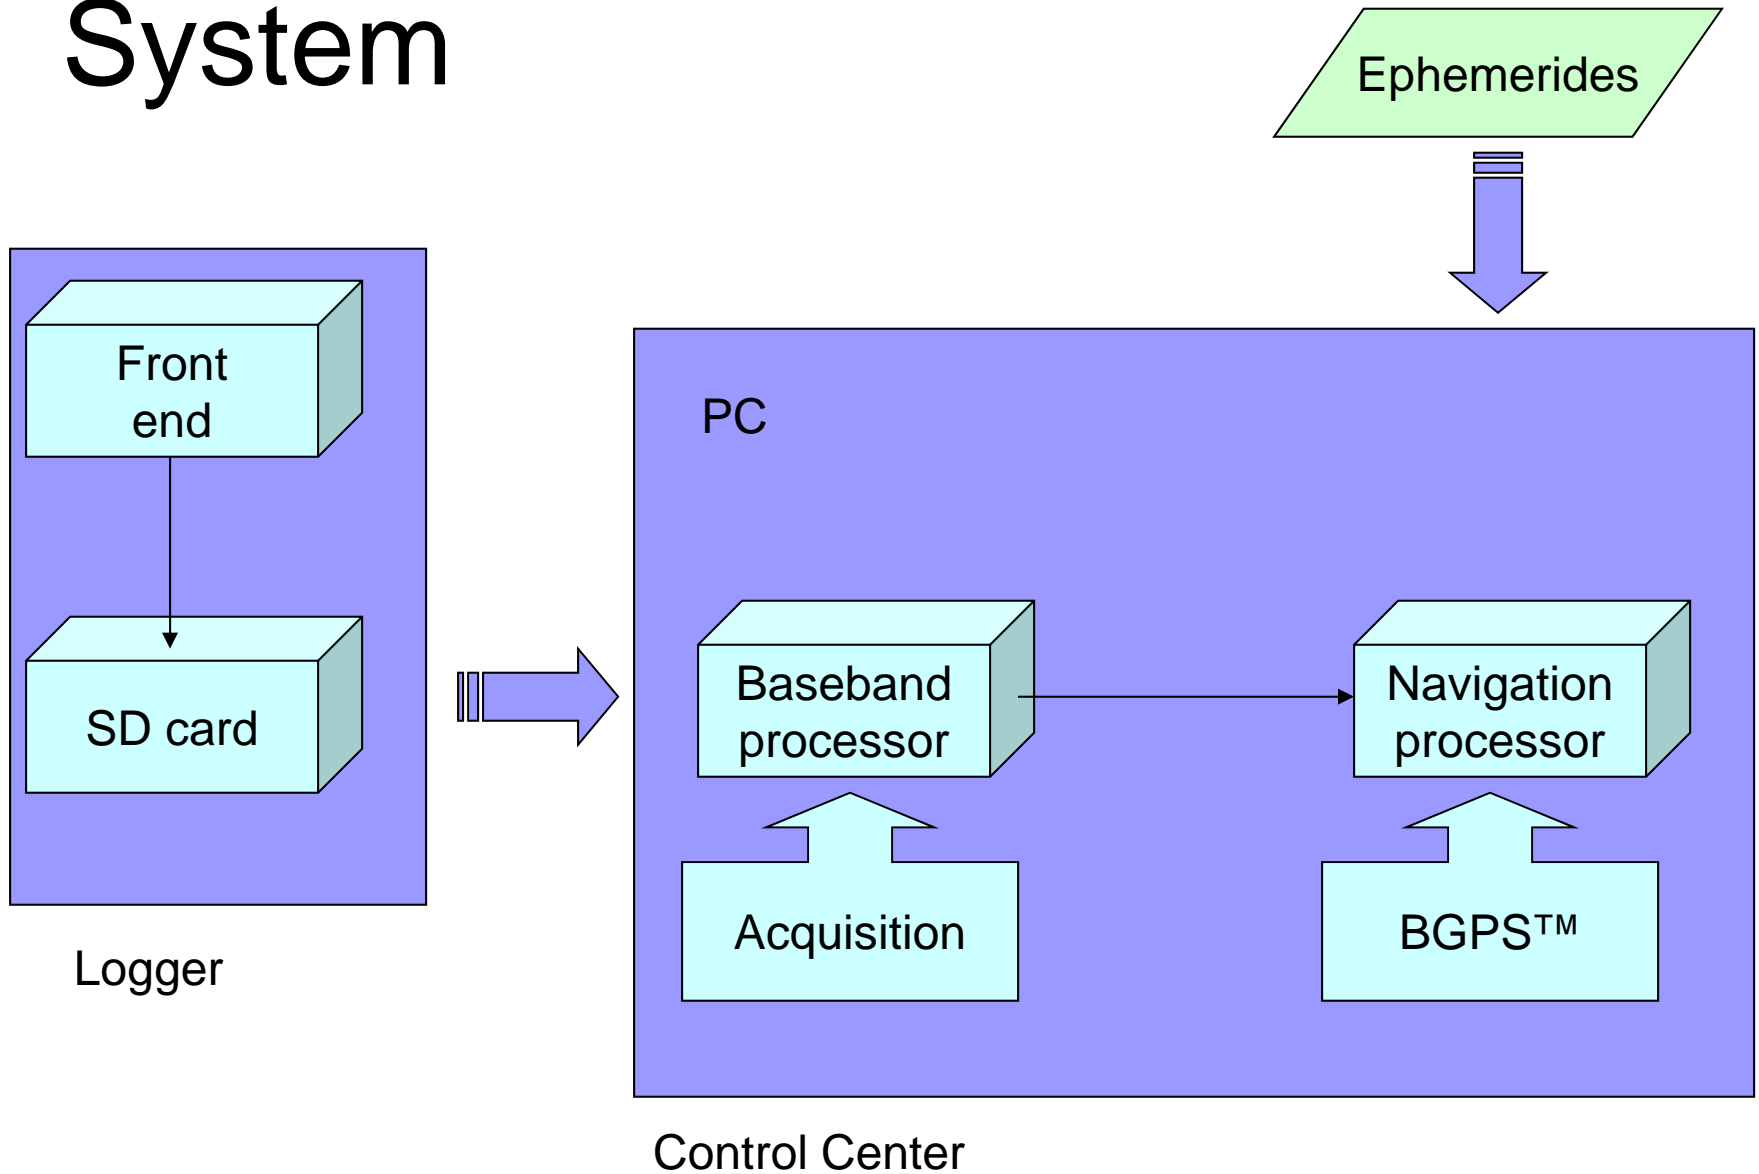 System
Ephemerides
Front
end
SD card
Logger
PC
Baseband
processor
Navigation
processor
Acquisition
BGPS™
Control Center